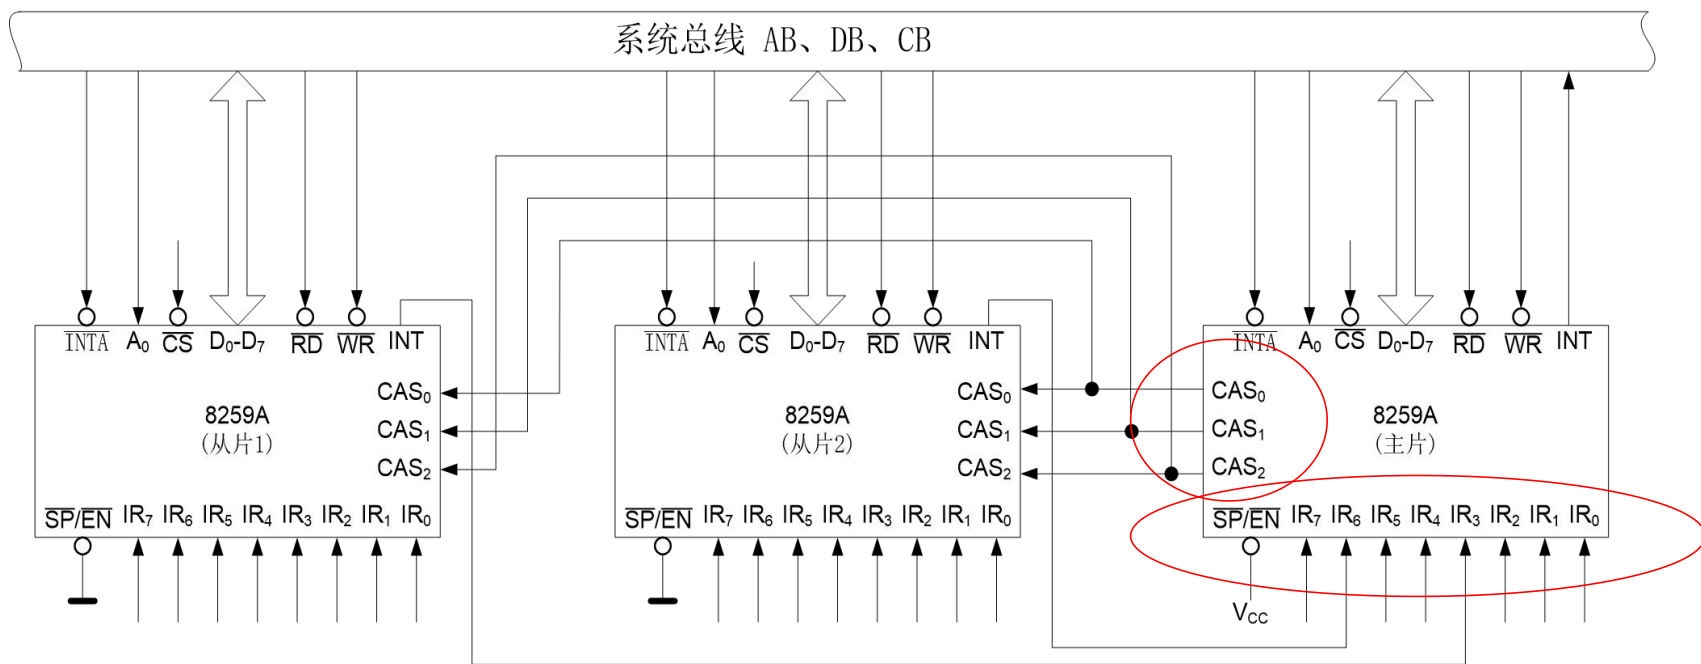 系统总线 AB、DB、CB
INTA A0 CS D0-D7 RD WR INT
CAS0
8259A
(从片1)
CAS1
CAS2
SP/EN IR7 IR6 IR5 IR4 IR3 IR2 IR1 IR0
INTA A0 CS D0-D7 RD WR INT
CAS0
8259A
(从片2)
CAS1
CAS2
SP/EN IR7 IR6 IR5 IR4 IR3 IR2 IR1 IR0
INTA A0 CS D0-D7 RD WR INT
CAS0
CAS1
8259A
(主片)
CAS2
SP/EN IR7 IR6 IR5 IR4 IR3 IR2 IR1 IR0
VCC